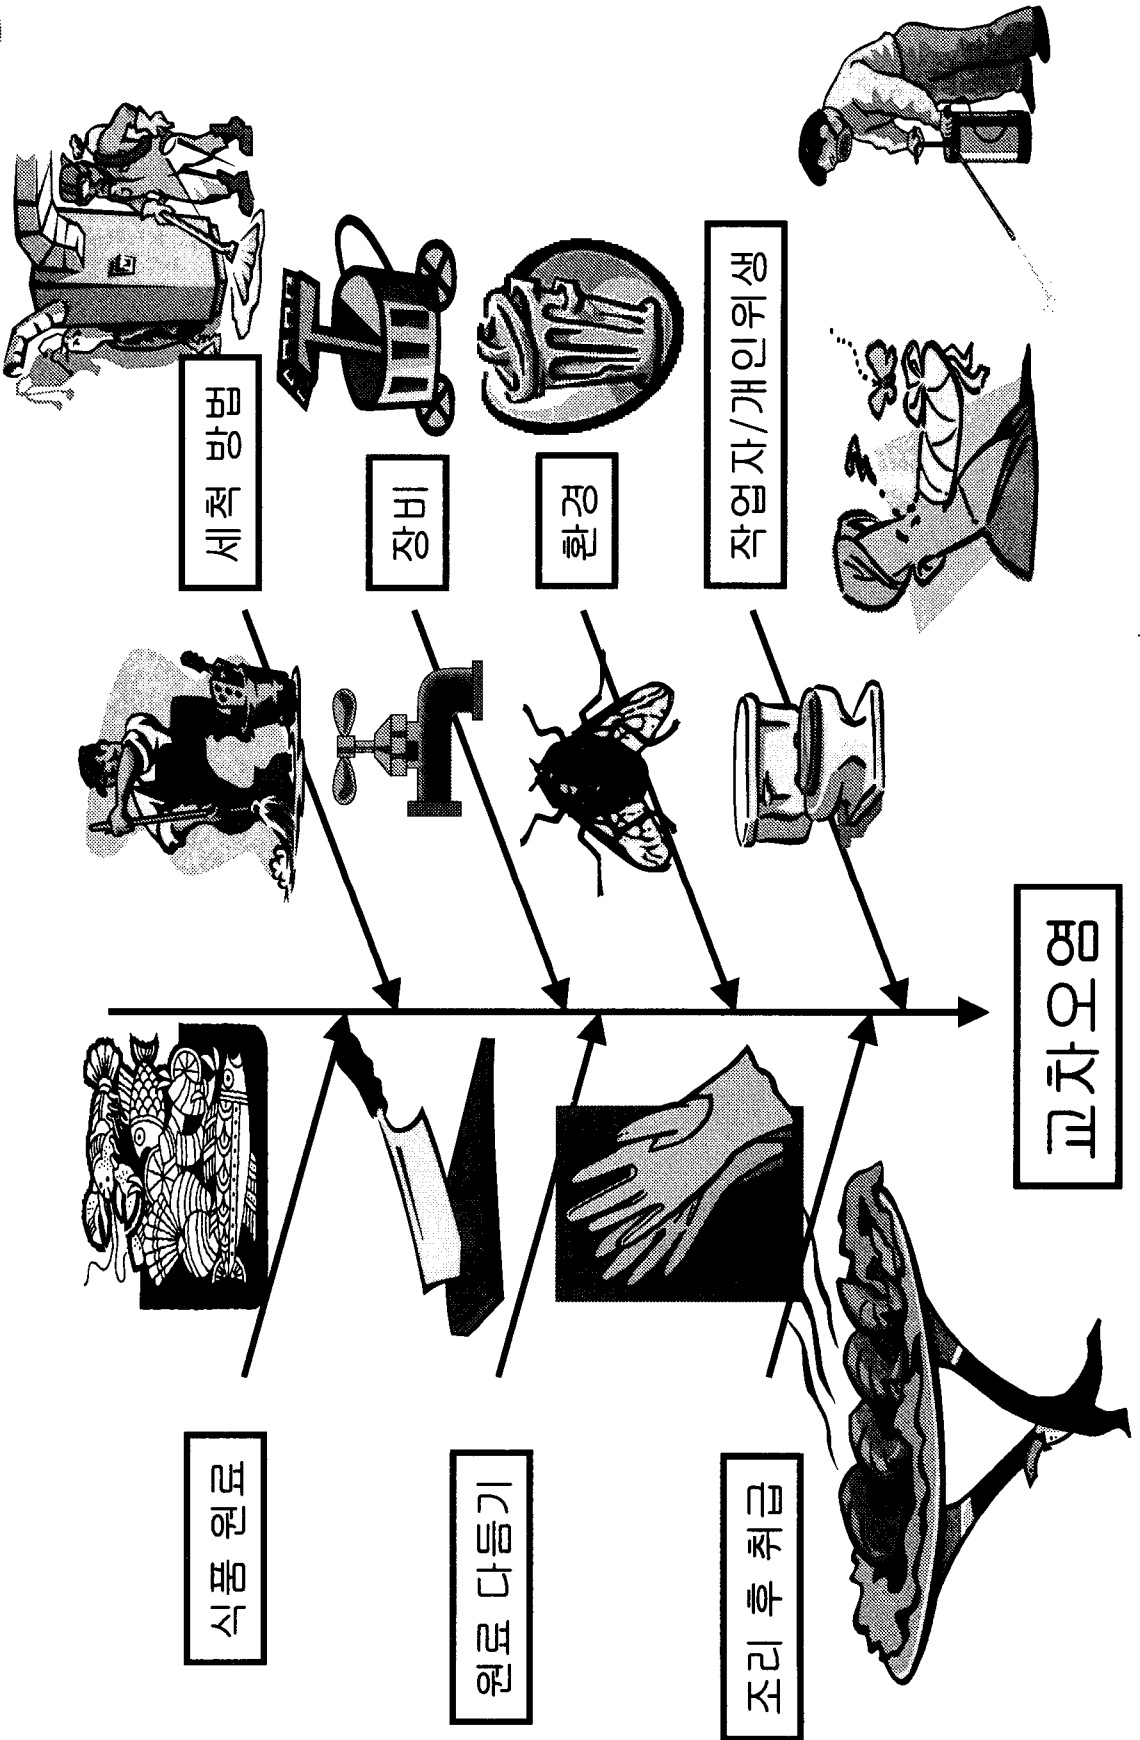 세척 방법
장비
환경
작업자/개인위생
식품 원료
원료 다듬기
조리 후 취급
교차오염